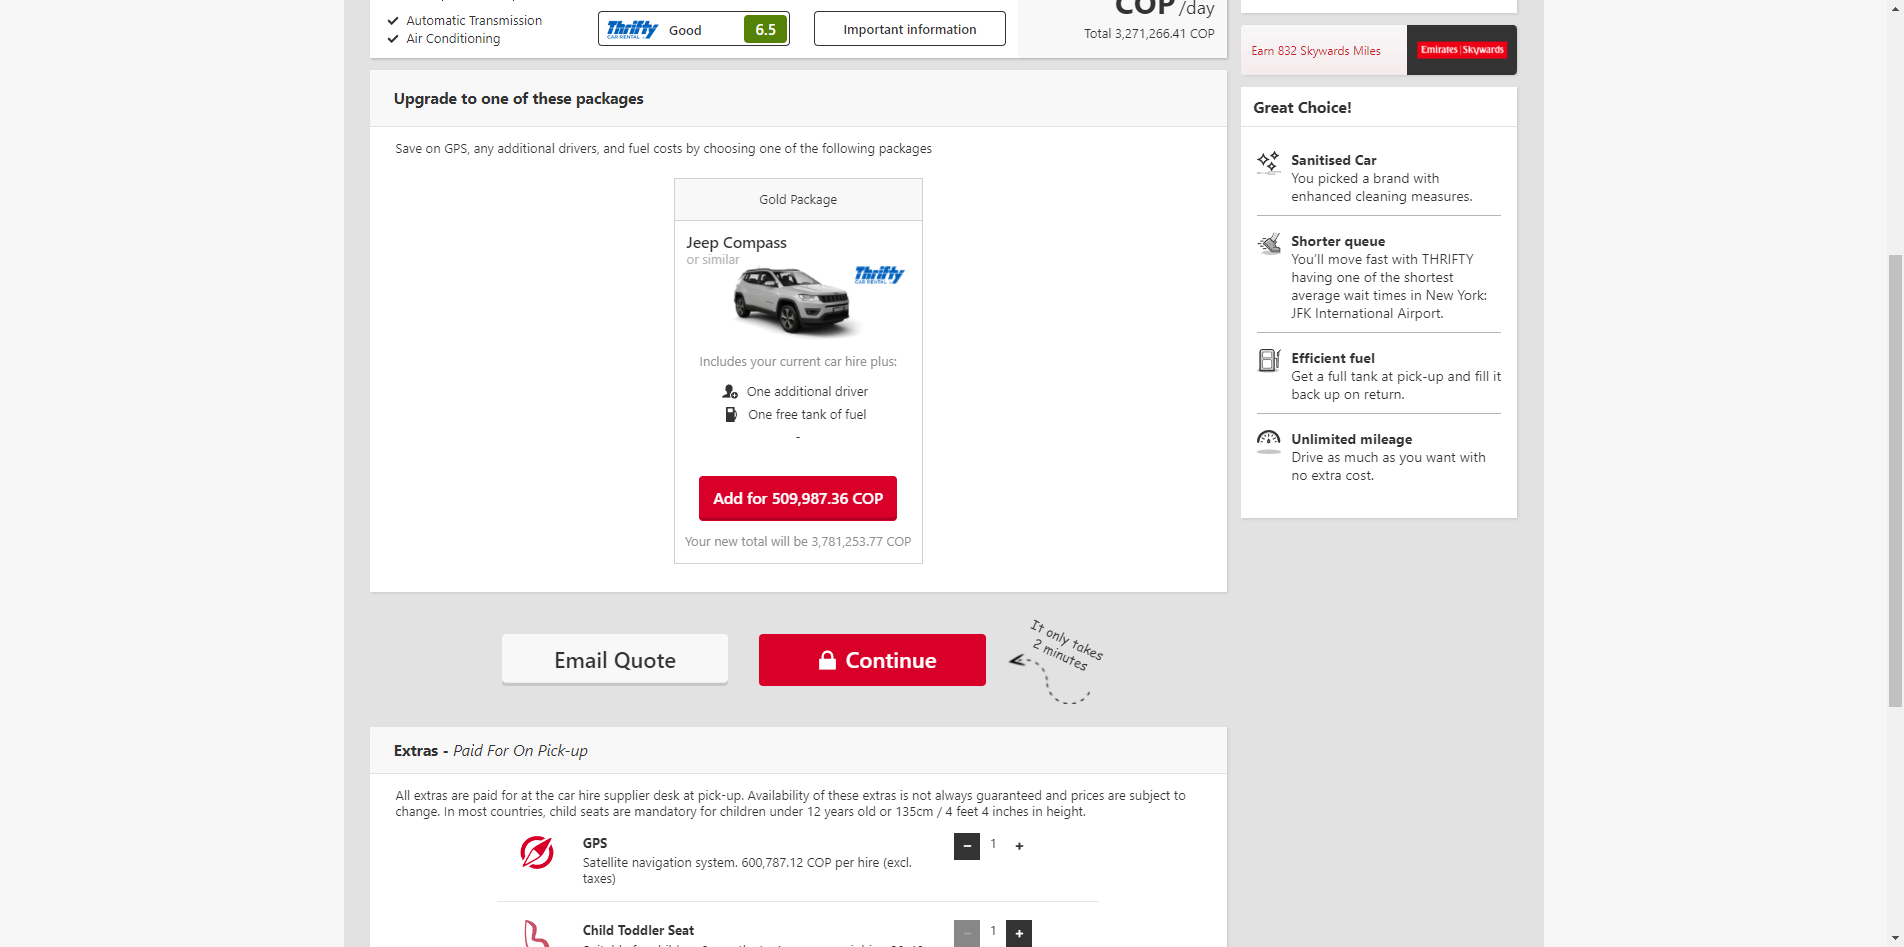 Automatic Transmission
Air Conditioning
Thrifty
CAR RENTAL
Good
6.5
Important information
COP/day
Total 3,271,266.41 COP
Earn 832 Skywards Miles
Emirates | Skywards
Upgrade to one of these packages
Save on GPS, any additional drivers, and fuel costs by choosing one of the following packages
Gold Package
Jeep Compass
or similar
Thrifty
CAR RENTAL
Includes your current car hire plus:
One additional driver
One free tank of fuel
-
Add for 509,987.36 COP
Your new total will be 3,781,253.77 COP
Great Choice!
Sanitised Car
You picked a brand with
enhanced cleaning measures.
Shorter queue
You'll move fast with THRIFTY
having one of the shortest
average wait times in New York:
JFK International Airport.
Efficient fuel
Get a full tank at pick-up and fill it
back up on return.
Unlimited mileage
Drive as much as you want with
no extra cost.
Email Quote
Continue
It only takes
2 minutes
Extras - Paid For On Pick-up
All extras are paid for at the car hire supplier desk at pick-up. Availability of these extras is not always guaranteed and prices are subject to
change. In most countries, child seats are mandatory for children under 12 years old or 135cm / 4 feet 4 inches in height.
GPS
Satellite navigation system. 600,787.12 COP per hire (excl.
taxes)
- 1 +
Child Toddler Seat
- 1 +